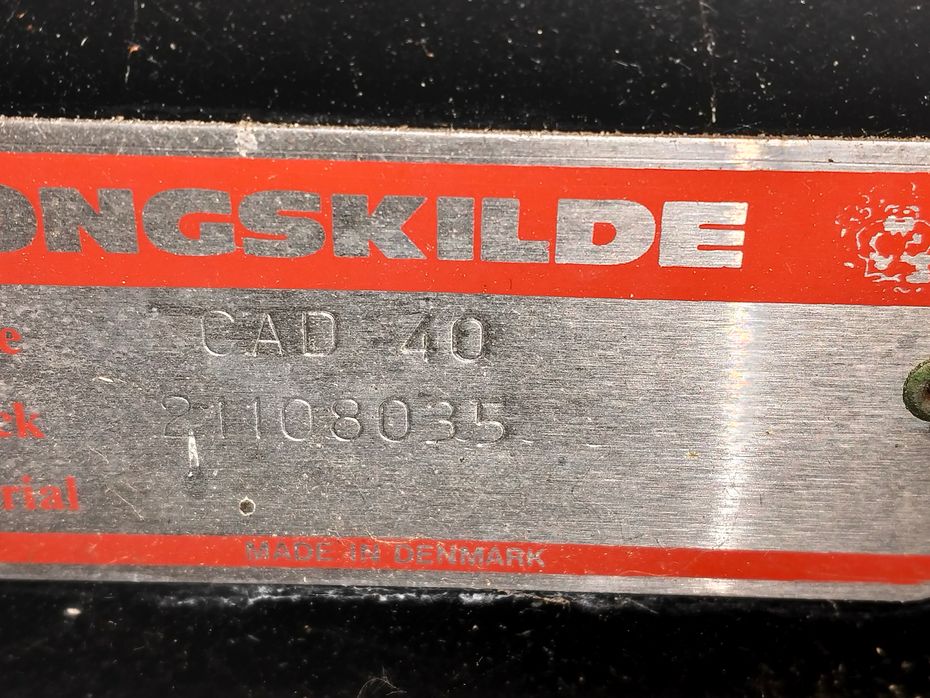 ONGSKILDE
e CAD 40
ek 21108035
rial
MADE IN DENMARK